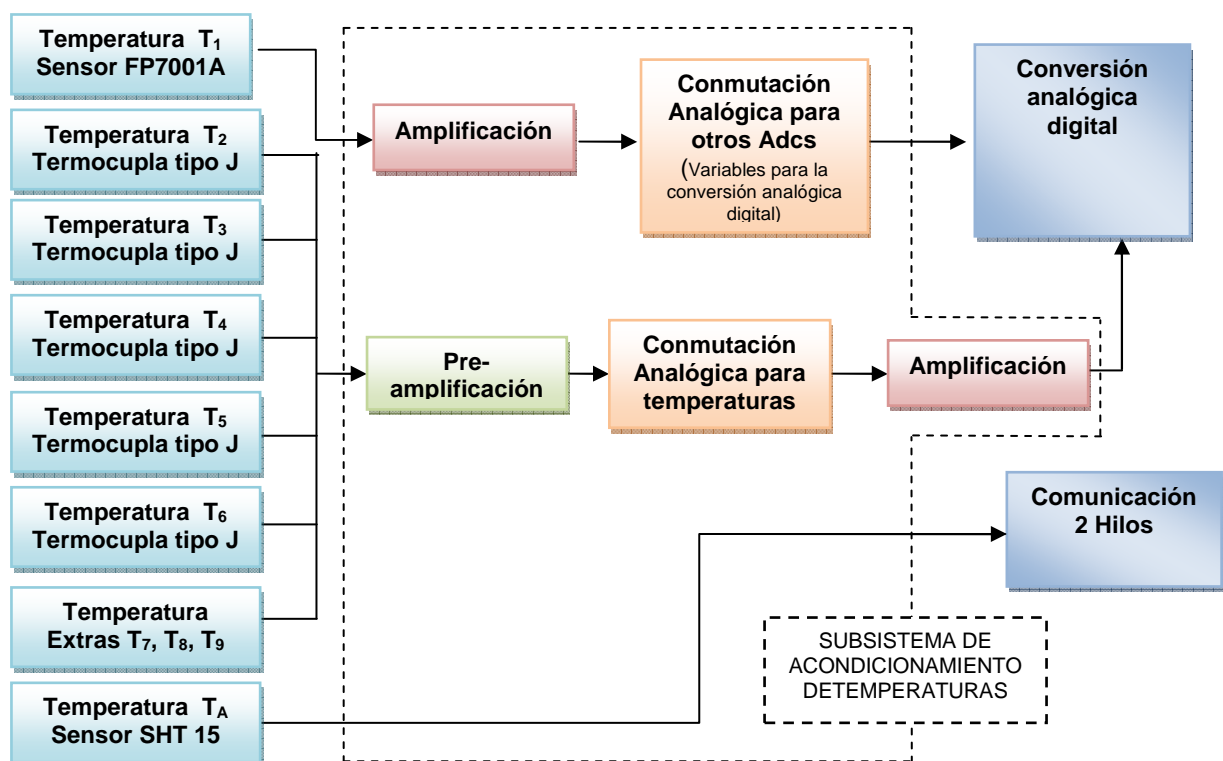 Temperatura T₁
Sensor FP7001A
Temperatura T₂
Termocupla tipo J
Temperatura T₃
Termocupla tipo J
Temperatura T₄
Termocupla tipo J
Temperatura T₅
Termocupla tipo J
Temperatura T₆
Termocupla tipo J
Temperatura
Extras T₇, T₈, T₉
Temperatura T_A
Sensor SHT 15
Amplificación
Conmutación
Analógica para
otros Adcs
(Variables para la
conversión analógica
digital)
Conversión
analógica
digital
Pre-
amplificación
Conmutación
Analógica para
temperaturas
Amplificación
Comunicación
2 Hilos
SUBSISTEMA DE
ACONDICIONAMIENTO
DETEMPERATURAS